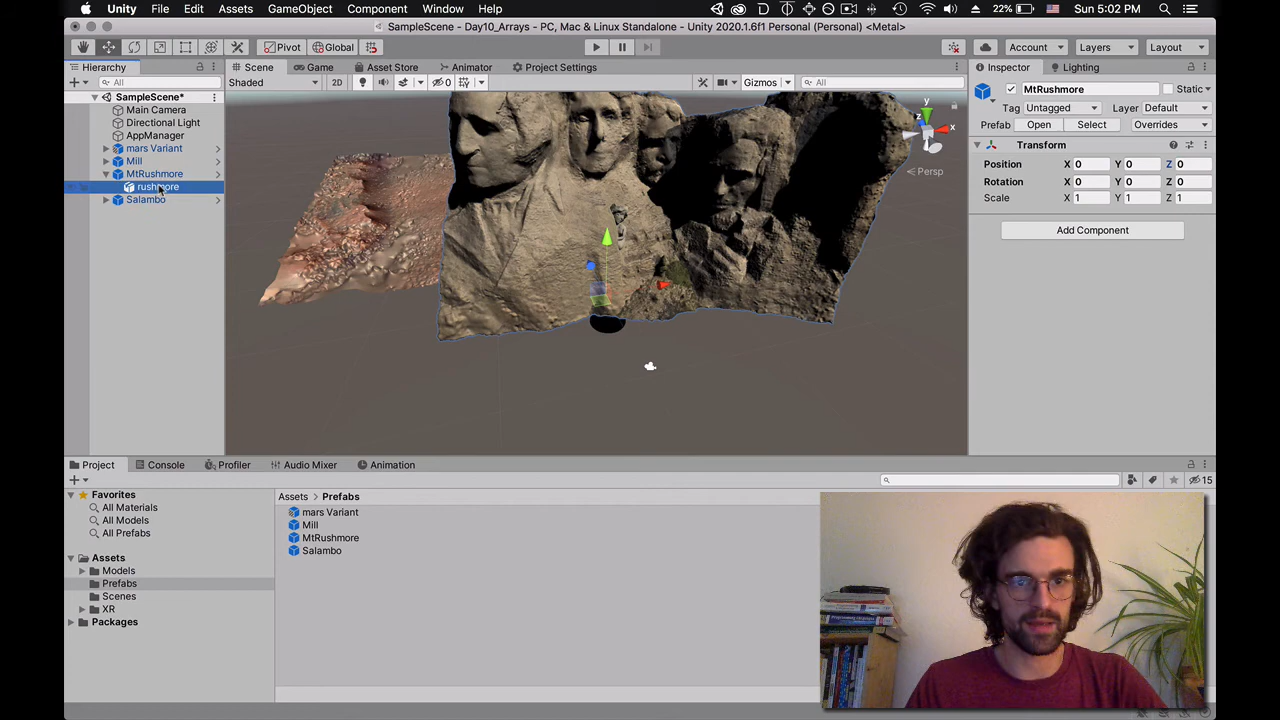 Unity File Edit Assets GameObject Component Window Help 22% Sun 5:02 PM
SampleScene - Day10_Arrays - PC, Mac & Linux Standalone - Unity 2020.1.6f1 Personal (Personal) <Metal>
Pivot Global Account Layers Layout
Hierarchy Scene Game Asset Store Animator Project Settings Inspector Lighting
All Shaded 2D 0 Gizmos All
SampleScene*
Main Camera
Directional Light
AppManager
mars Variant
Mill
MtRushmore
rushmore
Salambo
y
x
z
Persp
MtRushmore Static
Tag Untagged Layer Default
Prefab Open Select Overrides
Transform
Position X 0 Y 0 Z 0
Rotation X 0 Y 0 Z 0
Scale X 1 Y 1 Z 1
Add Component
Project Console Profiler Audio Mixer Animation
15
Favorites
All Materials
All Models
All Prefabs
Assets
Models
Prefabs
Scenes
XR
Packages
Assets > Prefabs
mars Variant
Mill
MtRushmore
Salambo